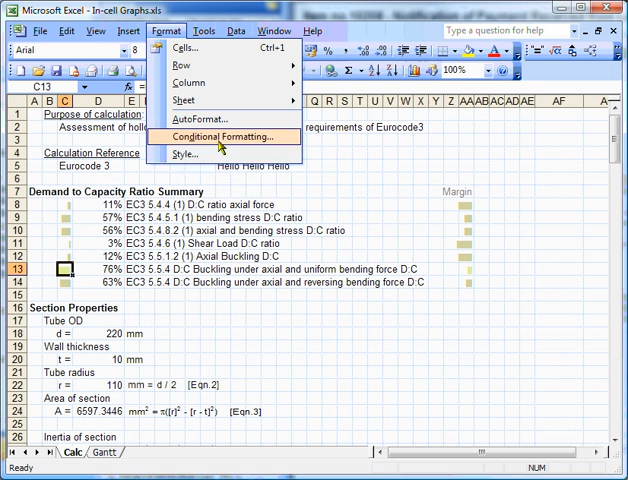 Microsoft Excel - In-cell Graphs.xls
File Edit View Insert Format Tools Data Window Help
Type a question for help
Arial
100%
C13
Cells... Ctrl+1
Row
Column
Sheet
AutoFormat...
Conditional Formatting...
Style...
A B C D E Q R S T U V W X Y Z AA AB AC AD AE AF
1 Purpose of calculation:
2 Assessment of hollo requirements of Eurocode3
3
4 Calculation Reference
5 Eurocode 3 Hello Hello Hello
6
7 Demand to Capacity Ratio Summary Margin
8 11% EC3 5.4.4 (1) D:C ratio axial force
9 57% EC3 5.4.5.1 (1) bending stress D:C ratio
10 56% EC3 5.4.8.2 (1) axial and bending stress D:C ratio
11 3% EC3 5.4.6 (1) Shear Load D:C ratio
12 12% EC3 5.5.1.2 (1) Axial Buckling D:C
13 76% EC3 5.5.4 D:C Buckling under axial and uniform bending force D:C
14 63% EC3 5.5.4 D:C Buckling under axial and reversing bending force D:C
15
16 Section Properties
17 Tube OD
18 d = 220 mm
19 Wall thickness
20 t = 10 mm
21 Tube radius
22 r = 110 mm = d / 2 [Eqn.2]
23 Area of section
24 A = 6597.3446 mm² = π([r]² - [r - t]²) [Eqn.3]
25
26 Inertia of section
Calc Gantt
Ready NUM